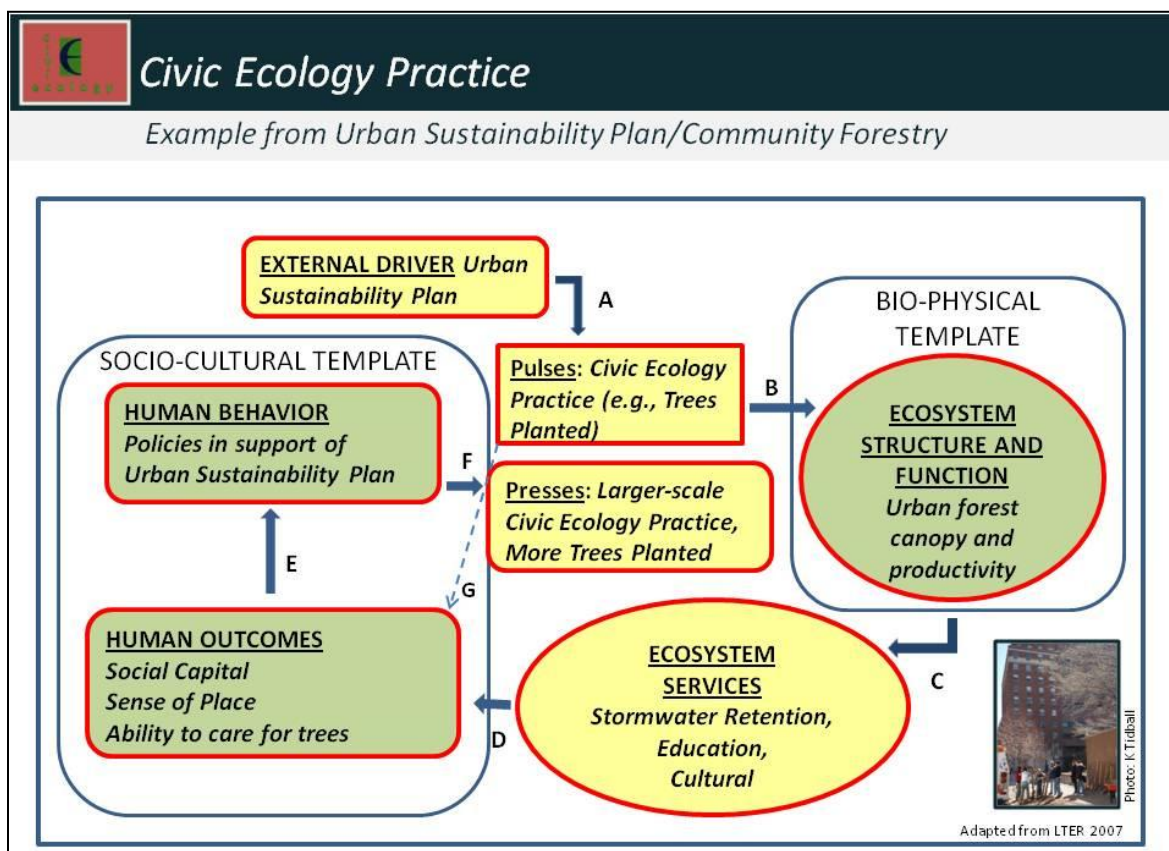 civic
ecology
Civic Ecology Practice
Example from Urban Sustainability Plan/Community Forestry
EXTERNAL DRIVER Urban
Sustainability Plan
A
BIO-PHYSICAL
TEMPLATE
SOCIO-CULTURAL TEMPLATE
Pulses: Civic Ecology
Practice (e.g., Trees
Planted)
B
HUMAN BEHAVIOR
Policies in support of
Urban Sustainability Plan
F
Presses: Larger-scale
Civic Ecology Practice,
More Trees Planted
ECOSYSTEM
STRUCTURE AND
FUNCTION
Urban forest
canopy and
productivity
E
G
HUMAN OUTCOMES
Social Capital
Sense of Place
Ability to care for trees
D
ECOSYSTEM
SERVICES
Stormwater Retention,
Education,
Cultural
C
Photo: K Tidball
Adapted from LTER 2007